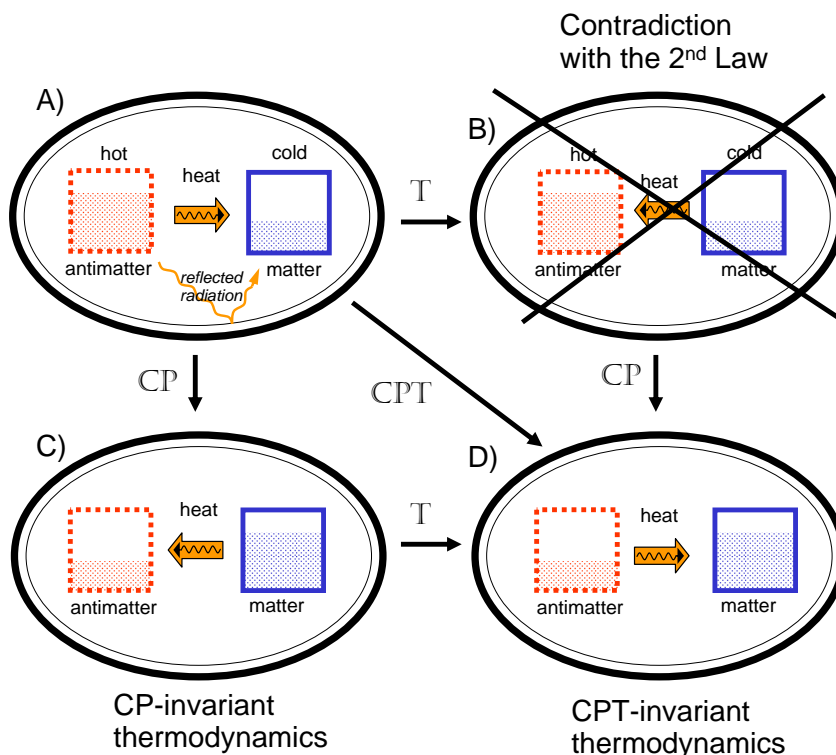 Contradiction
with the 2nd Law
A)
hot
cold
heat
antimatter
matter
reflected
radiation
T
B)
hot
cold
heat
antimatter
matter
CP
CPT
CP
C)
heat
antimatter
matter
T
D)
heat
antimatter
matter
CP-invariant
thermodynamics
CPT-invariant
thermodynamics